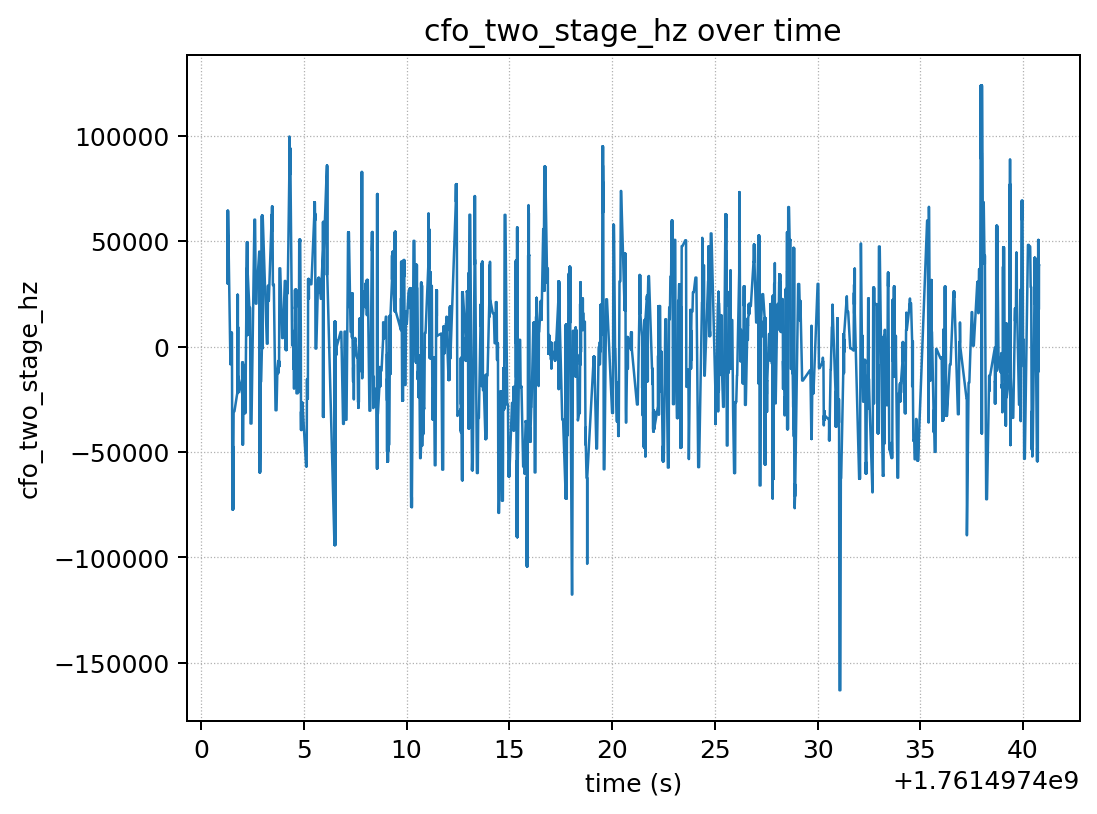 cfo_two_stage_hz over time
cfo_two_stage_hz
100000
50000
0
−50000
−100000
−150000
0 5 10 15 20 25 30 35 40
time (s)
+1.7614974e9